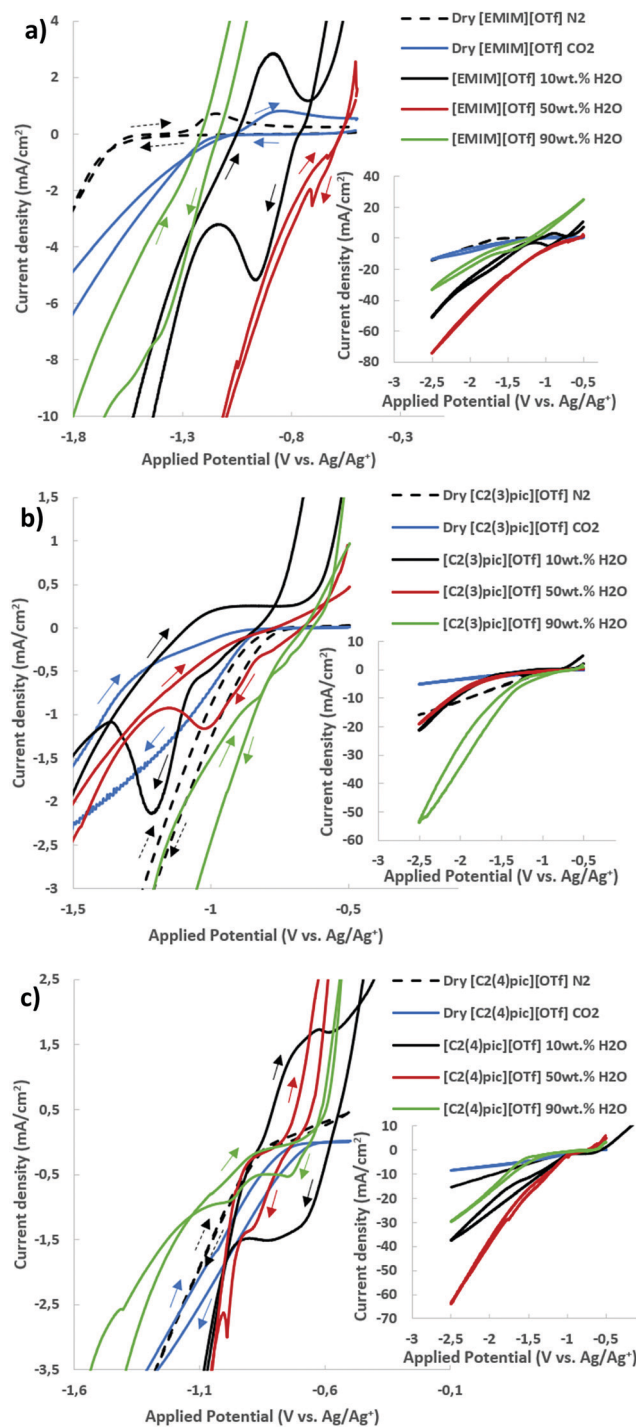 a)
Dry [EMIM][OTf] N2
Dry [EMIM][OTf] CO2
[EMIM][OTf] 10wt.% H2O
[EMIM][OTf] 50wt.% H2O
[EMIM][OTf] 90wt.% H2O
Current density (mA/cm²)
4
2
0
-2
-4
-6
-8
-10
-1,8
-1,3
-0,8
-0,3
Applied Potential (V vs. Ag/Ag⁺)
Current density (mA/cm²)
40
20
0
-20
-40
-60
-80
-3
-2,5
-2
-1,5
-1
-0,5
Applied Potential (V vs. Ag/Ag⁺)
b)
Dry [C2(3)pic][OTf] N2
Dry [C2(3)pic][OTf] CO2
[C2(3)pic][OTf] 10wt.% H2O
[C2(3)pic][OTf] 50wt.% H2O
[C2(3)pic][OTf] 90wt.% H2O
Current density (mA/cm²)
1,5
1
0,5
0
-0,5
-1
-1,5
-2
-2,5
-3
-1,5
-1
-0,5
Applied Potential (V vs. Ag/Ag⁺)
Current density (mA/cm²)
10
0
-10
-20
-30
-40
-50
-60
-3
-2,5
-2
-1,5
-1
-0,5
Applied Potential (V vs. Ag/Ag⁺)
c)
Dry [C2(4)pic][OTf] N2
Dry [C2(4)pic][OTf] CO2
[C2(4)pic][OTf] 10wt.% H2O
[C2(4)pic][OTf] 50wt.% H2O
[C2(4)pic][OTf] 90wt.% H2O
Current density (mA/cm²)
2,5
1,5
0,5
-0,5
-1,5
-2,5
-3,5
-1,6
-1,1
-0,6
-0,1
Applied Potential (V vs. Ag/Ag⁺)
Current density (mA/cm²)
10
0
-10
-20
-30
-40
-50
-60
-70
-3
-2,5
-2
-1,5
-1
-0,5
Applied Potential (V vs. Ag/Ag⁺)